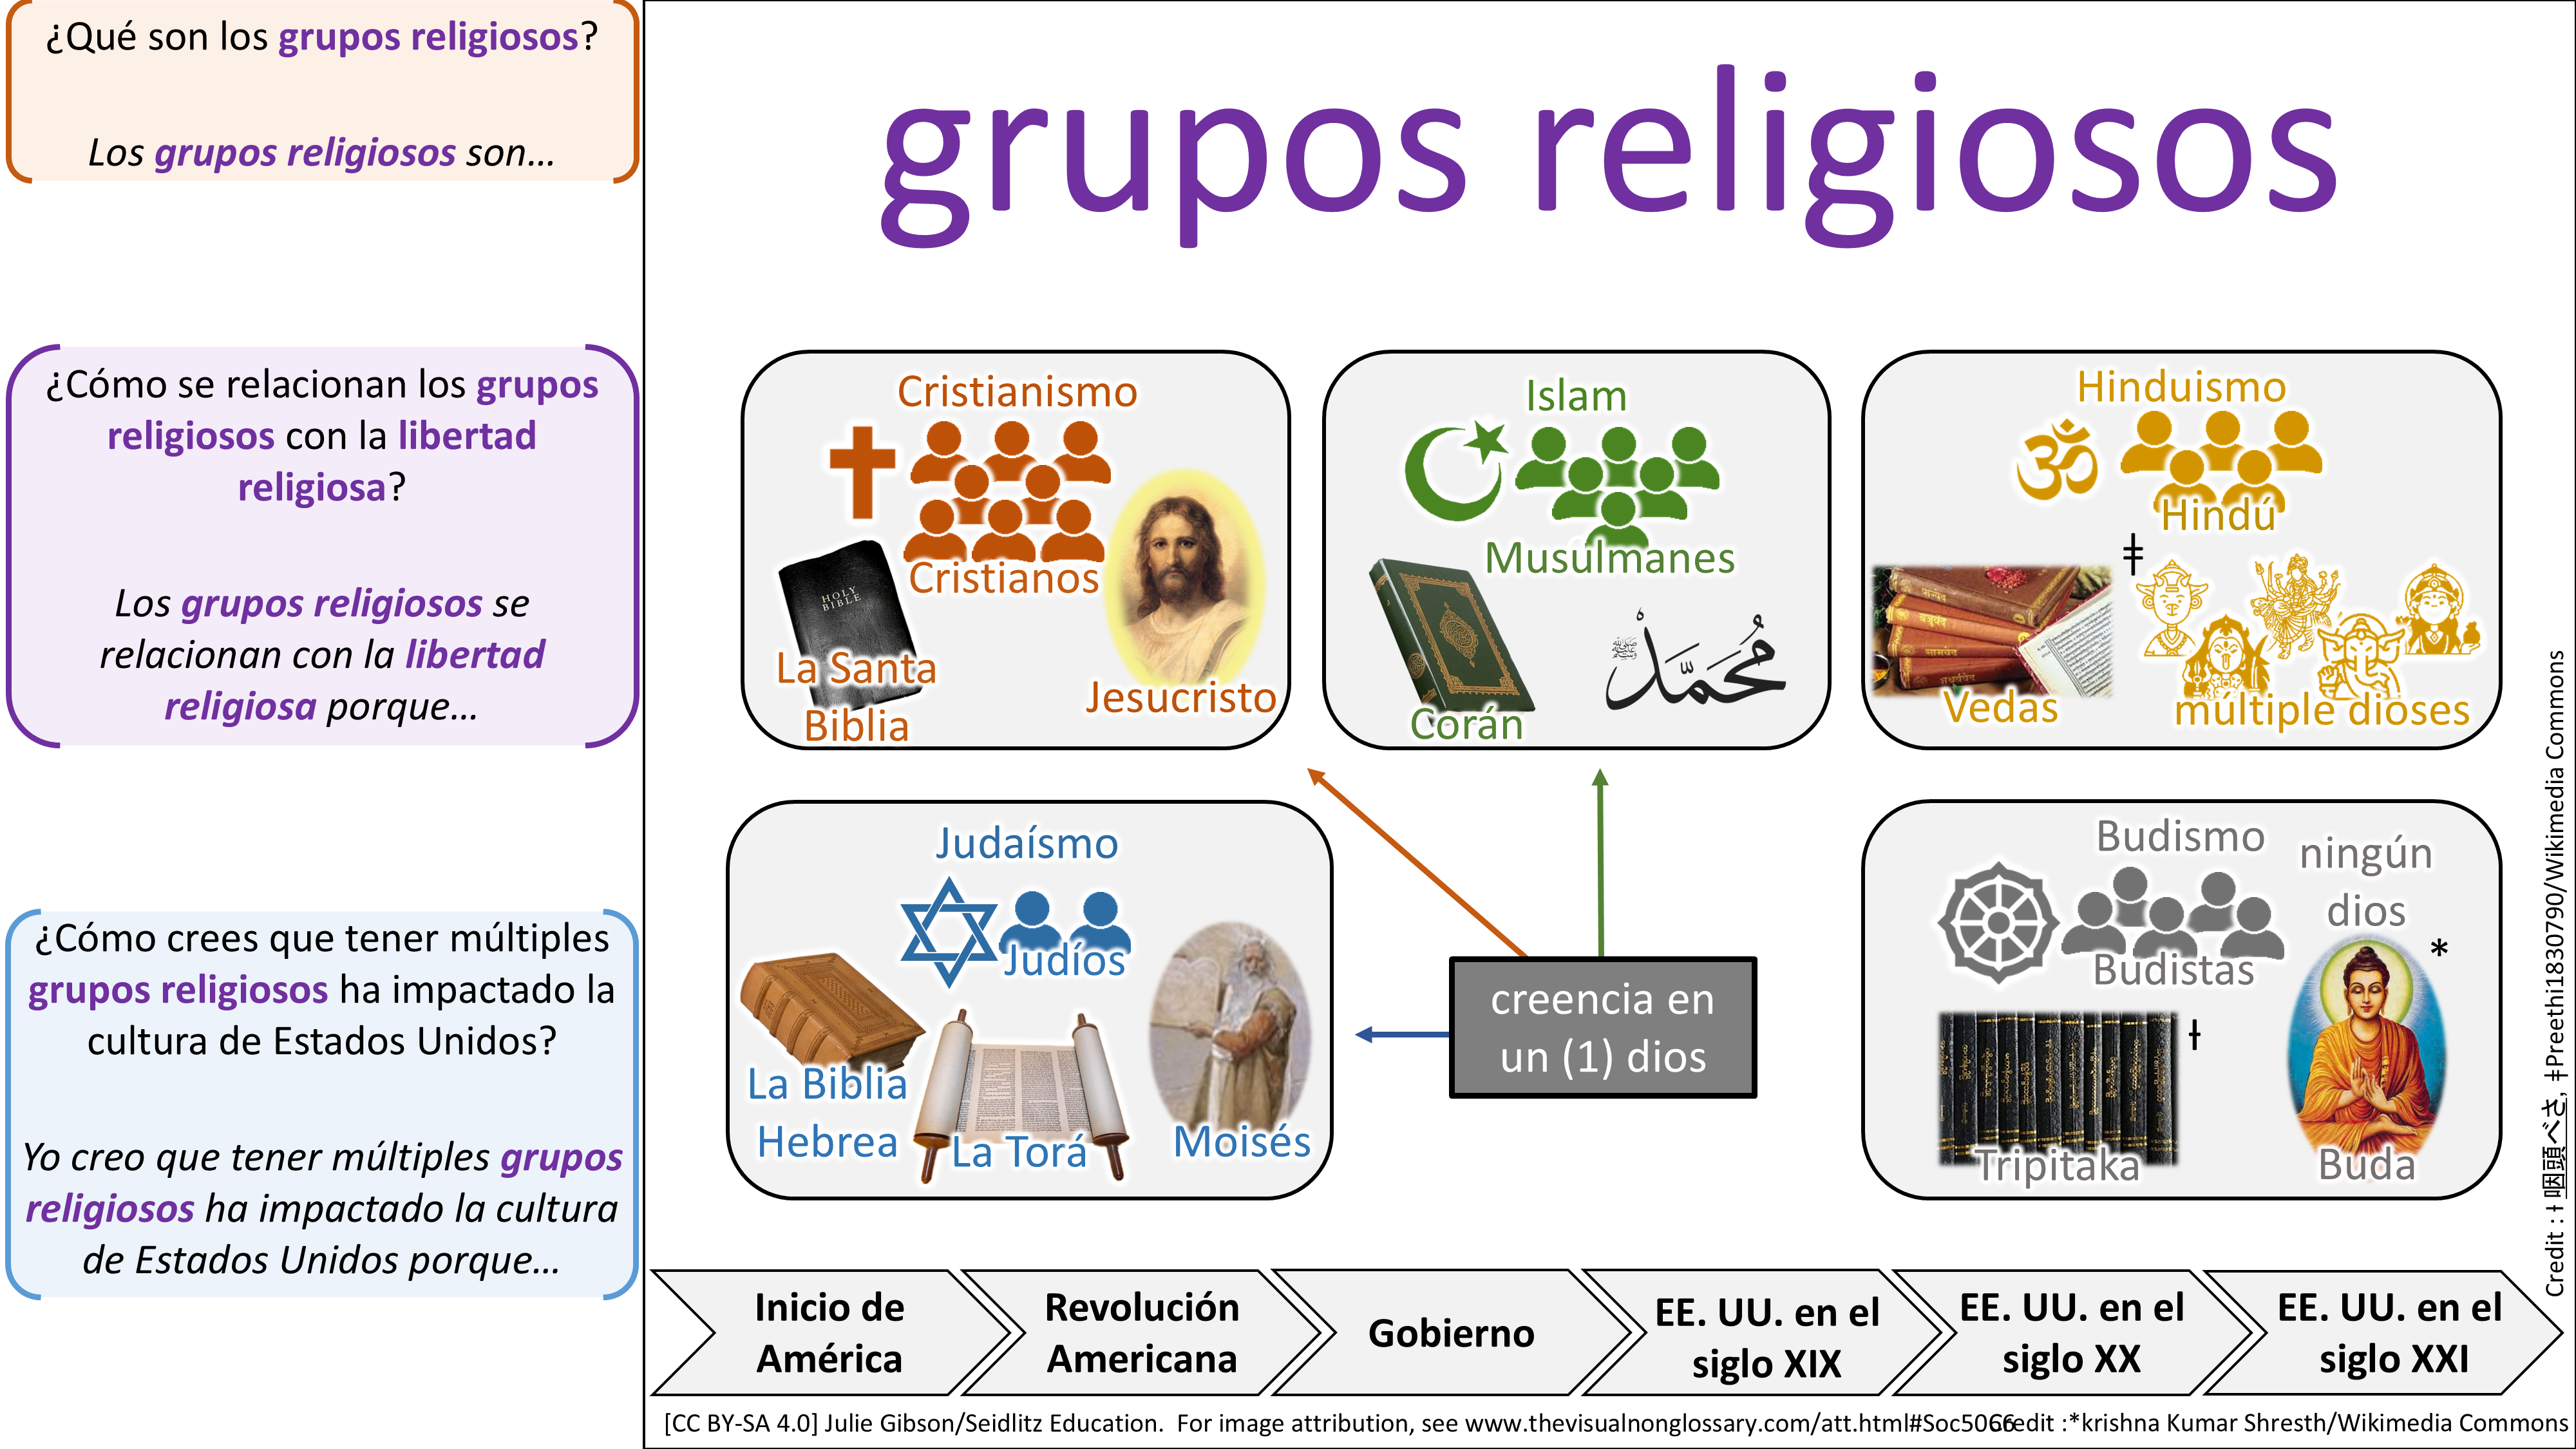 ¿Qué son los grupos religiosos?
Los grupos religiosos son...
¿Cómo se relacionan los grupos
religiosos con la libertad
religiosa?
Los grupos religiosos se
relacionan con la libertad
religiosa porque...
¿Cómo crees que tener múltiples
grupos religiosos ha impactado la
cultura de Estados Unidos?
Yo creo que tener múltiples grupos
religiosos ha impactado la cultura
de Estados Unidos porque...
grupos religiosos
Cristianismo
Cristianos
HOLY
BIBLE
La Santa
Biblia
Jesucristo
Islam
Musulmanes
Corán
مُحَمَّدْ ﷺ
Hinduismo
ॐ
Hindú
ǂ
Vedas
múltiple dioses
Judaísmo
Judíos
La Biblia
Hebrea
La Torá
Moisés
creencia en
un (1) dios
Budismo
Budistas
ningún
dios
*
ƚ
Tripitaka
Buda
Inicio de
América
Revolución
Americana
Gobierno
EE. UU. en el
siglo XIX
EE. UU. en el
siglo XX
EE. UU. en el
siglo XXI
[CC BY-SA 4.0] Julie Gibson/Seidlitz Education. For image attribution, see www.thevisualnonglossary.com/att.html#Soc5066
Credit :*krishna Kumar Shresth/Wikimedia Commons
Credit : ƚ 咽頭べさ, ǂPreethi1830790/Wikimedia Commons